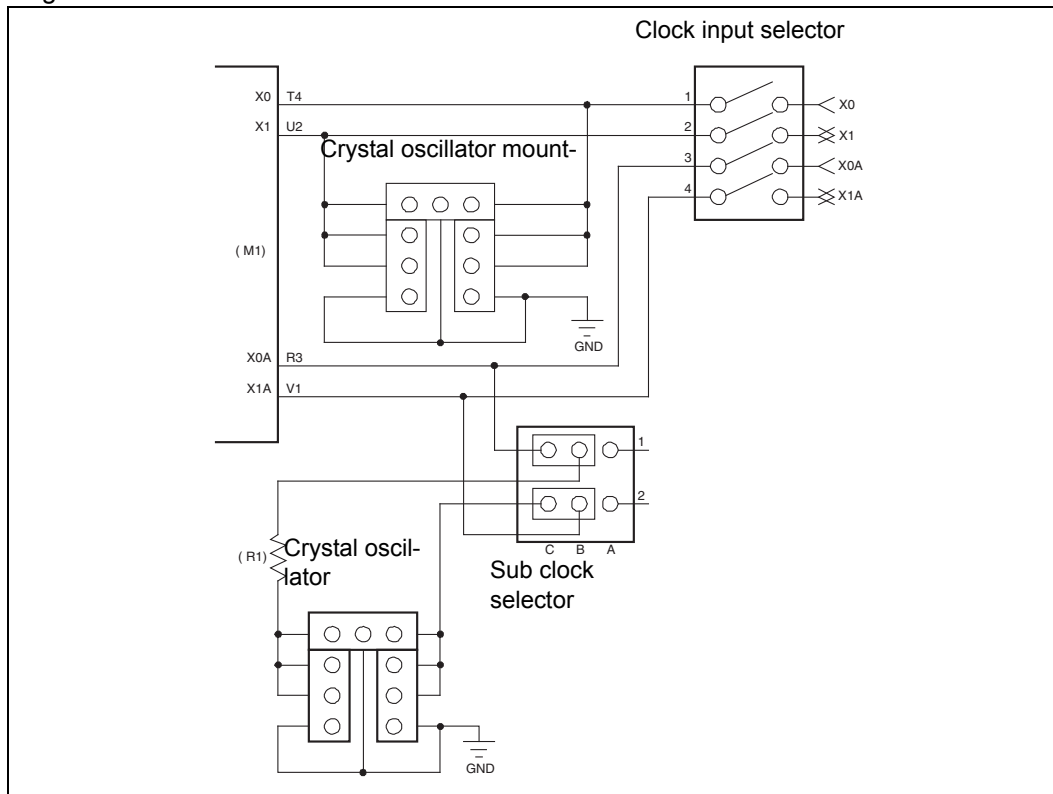 Clock input selector
X0 T4
1
X0
X1 U2
2
X1
Crystal oscillator mount-
3
X0A
4
X1A
( M1)
GND
X0A R3
X1A V1
1
2
C B A
( R1)
Crystal oscil-
lator
Sub clock
selector
GND